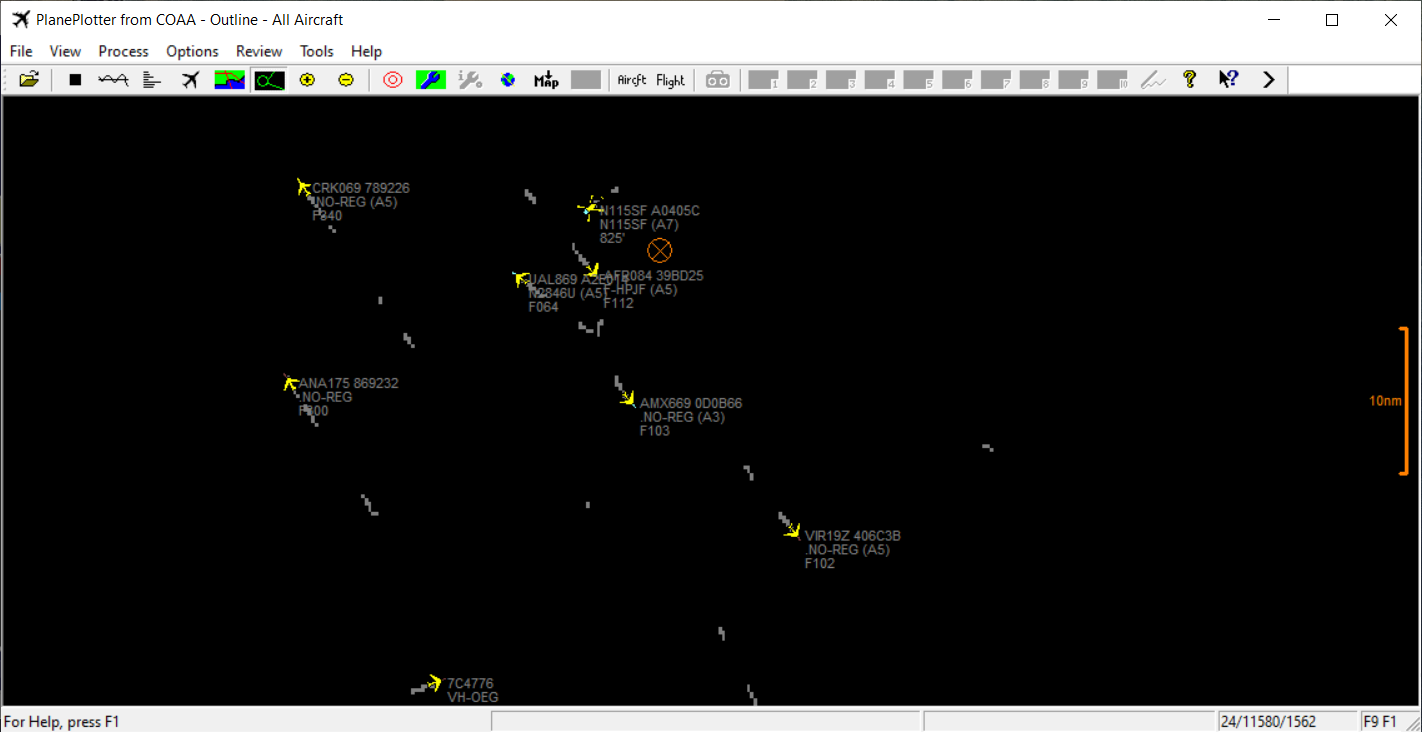 PlanePlotter from COAA - Outline - All Aircraft
File View Process Options Review Tools Help
Map Aircft Flight 1 2 3 4 5 6 7 8 9 10
CRK069 789226
.NO-REG (A5)
F340
N115SF A0405C
N115SF (A7)
825'
UAL869
N2846U (A5)
F064
AFR084 39BD25
F-HPJF (A5)
F112
ANA175 869232
.NO-REG
F300
10nm
AMX669 0D0B66
.NO-REG (A3)
F103
VIR19Z 406C3B
.NO-REG (A5)
F102
7C4776
VH-OEG
For Help, press F1
24/11580/1562
F9 F1